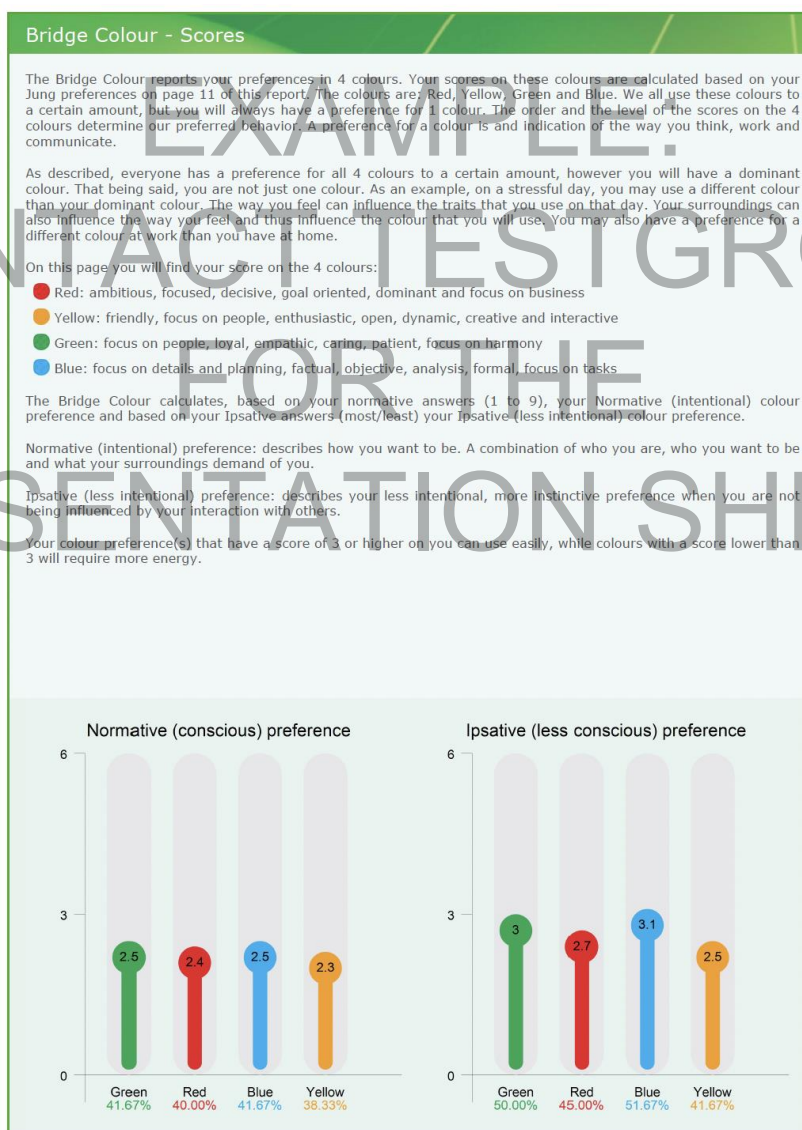 Bridge Colour - Scores
The Bridge Colour reports your preferences in 4 colours. Your scores on these colours are calculated based on your
Jung preferences on page 11 of this report. The colours are: Red, Yellow, Green and Blue. We all use these colours to
a certain amount, but you will always have a preference for 1 colour. The order and the level of the scores on the 4
colours determine our preferred behavior. A preference for a colour is and indication of the way you think, work and
communicate.
EXAMPLE:
As described, everyone has a preference for all 4 colours to a certain amount, however you will have a dominant
colour. That being said, you are not just one colour. As an example, on a stressful day, you may use a different colour
than your dominant colour. The way you feel can influence the traits that you use on that day. Your surroundings can
also influence the way you feel and thus influence the colour that you will use. You may also have a preference for a
different colour at work than you have at home.
NTACT TESTGRO
On this page you will find your score on the 4 colours:
Red: ambitious, focused, decisive, goal oriented, dominant and focus on business
Yellow: friendly, focus on people, enthusiastic, open, dynamic, creative and interactive
Green: focus on people, loyal, empathic, caring, patient, focus on harmony
Blue: focus on details and planning, factual, objective, analysis, formal, focus on tasks
FOR THE
The Bridge Colour calculates, based on your normative answers (1 to 9), your Normative (intentional) colour
preference and based on your Ipsative answers (most/least) your Ipsative (less intentional) colour preference.
Normative (intentional) preference: describes how you want to be. A combination of who you are, who you want to be
and what your surroundings demand of you.
Ipsative (less intentional) preference: describes your less intentional, more instinctive preference when you are not
being influenced by your interaction with others.
SENTATION SHE
Your colour preference(s) that have a score of 3 or higher on you can use easily, while colours with a score lower than
3 will require more energy.
Normative (conscious) preference
6
3
0
2.5
2.4
2.5
2.3
Green Red Blue Yellow
41.67% 40.00% 41.67% 38.33%
Ipsative (less conscious) preference
6
3
0
3
2.7
3.1
2.5
Green Red Blue Yellow
50.00% 45.00% 51.67% 41.67%